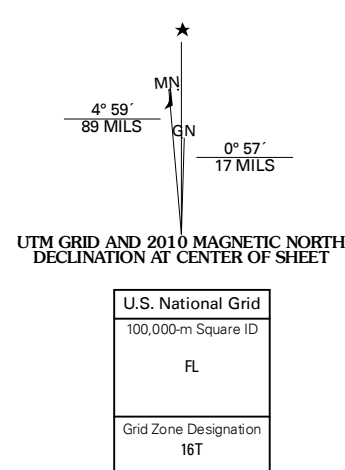 MN
4° 59´
89 MILS
GN
0° 57´
17 MILS
UTM GRID AND 2010 MAGNETIC NORTH
DECLINATION AT CENTER OF SHEET
U.S. National Grid
100,000-m Square ID
FL
Grid Zone Designation
16T